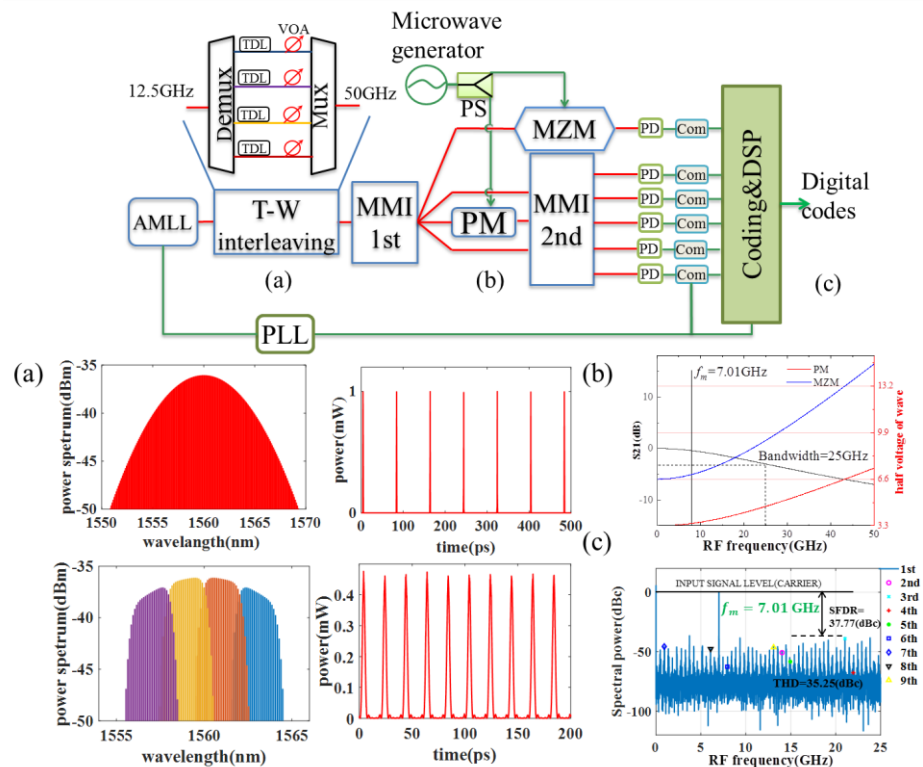 Microwave
generator
VOA
TDL
TDL
TDL
TDL
12.5GHz
Demux
Mux
50GHz
PS
MZM
PD
Com
AMLL
T-W
interleaving
MMI
1st
PM
MMI
2nd
PD
Com
PD
Com
PD
Com
PD
Com
PD
Com
Coding&DSP
Digital
codes
(a)
(b)
(c)
PLL
(a)
power spetrum(dBm)
-35
-40
-45
-50
1550
1555
1560
1565
1570
wavelangth(nm)
power(mW)
1
0
0
100
200
300
400
500
time(ps)
(b)
S21(dB)
10
0
-10
fm=7.01GHz
PM
MZM
Bandwidth=25GHz
13.2
9.9
6.6
3.3
half voltage of wave
0
10
20
30
40
50
RF frequency(GHz)
power spetrum(dBm)
-35
-40
-45
-50
1555
1560
1565
wavelength(nm)
power(mW)
0.4
0.2
0
0
50
100
150
200
time(ps)
(c)
Spectral power(dBc)
0
-50
-100
INPUT SIGNAL LEVEL(CARRIER)
fm = 7.01 GHz
SFDR=
37.77(dBc)
THD=35.25(dBc)
0
5
10
15
20
25
RF frequency(GHz)
1st
2nd
3rd
4th
5th
6th
7th
8th
9th